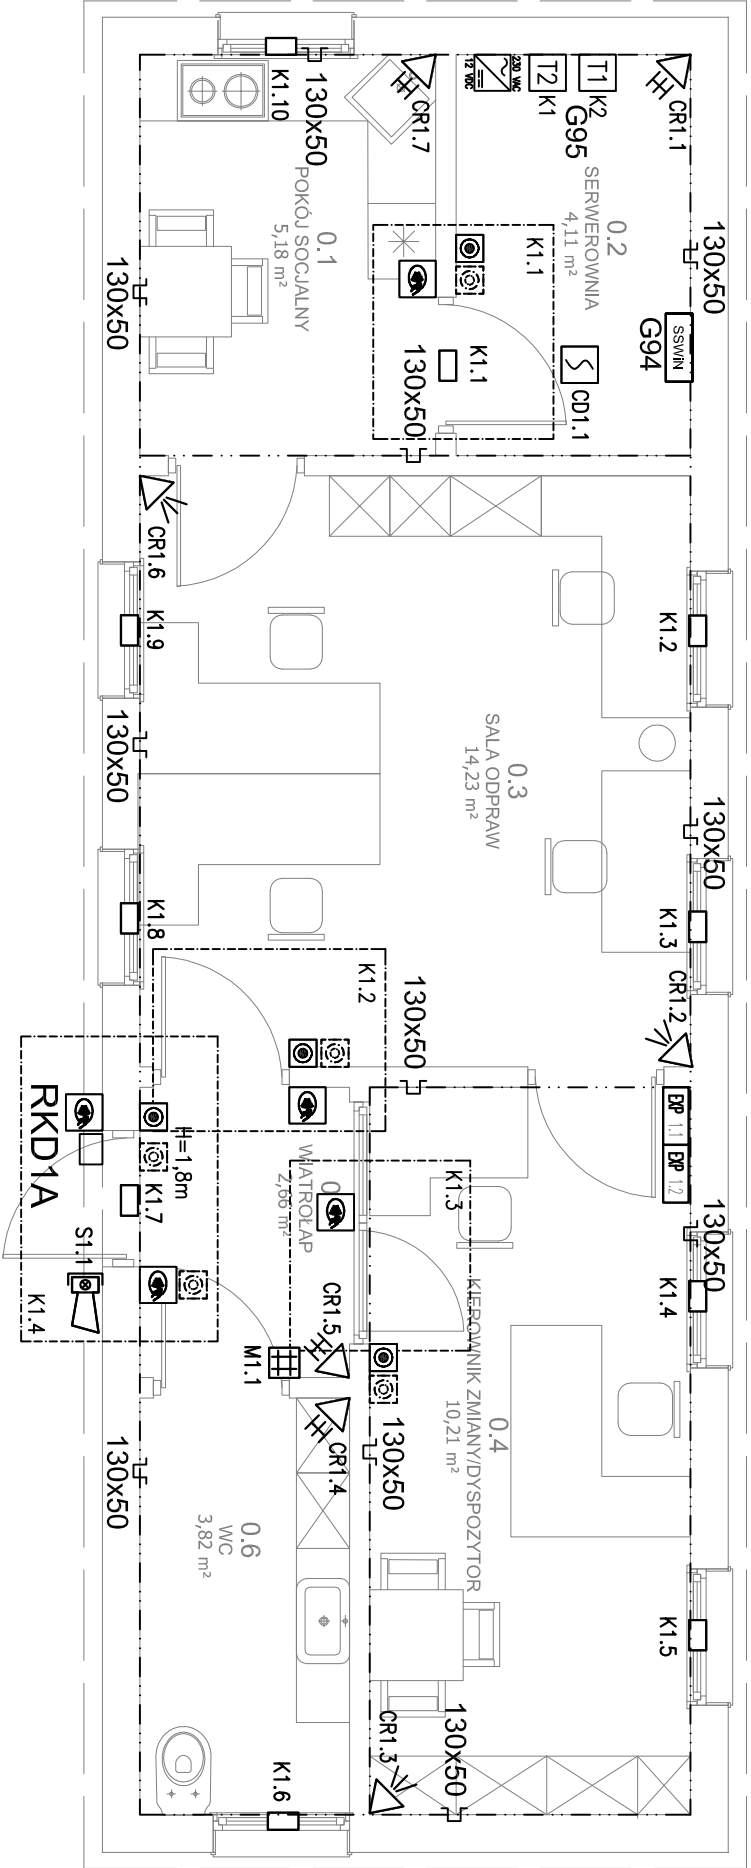 K1.10
130x50
CR1.7
230 VAC
12 VDC
T2
K1
T1
K2
G95
CR1.1
0.1
POKÓJ SOCJALNY
5,18 m²
0.2
SERWEROWNIA
4,11 m²
K1.1
130x50
130x50
SSWiN
G94
K1.1
130x50
CD1.1
CR1.6
K1.9
K1.2
130x50
0.3
SALA ODPRAW
14,23 m²
130x50
K1.8
K1.3
K1.2
CR1.2
130x50
RKD1A
H=1,8m
K1.7
WIATROŁAP
2,66 m²
EXP 1.1
EXP 1.2
K1.3
130x50
S1.1
K1.4
K1.4
CR1.5
M1.1
0.4
KIEROWNIK ZMIANY/DYSPOZYTOR
10,21 m²
130x50
CR1.4
130x50
0.6
WC
3,82 m²
K1.5
CR1.3
130x50
K1.6